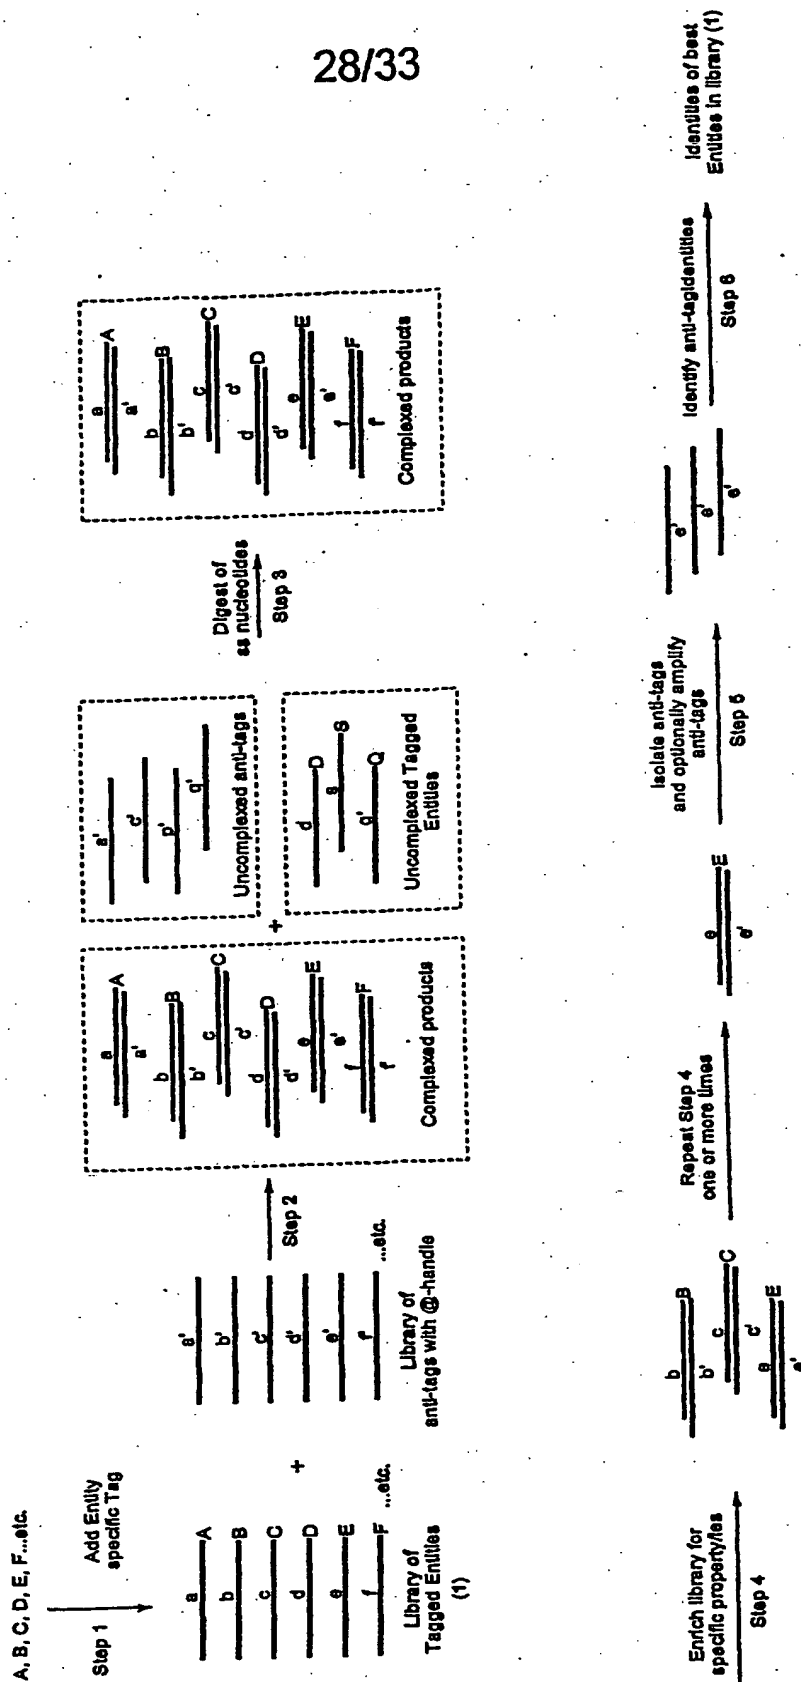 28/33
A, B, C, D, E, F...etc.
Step 1
Add Entity
specific Tag
a
A
b
B
c
C
d
D
e
E
f
F
...etc.
Library of
Tagged Entities
(1)
+
a'
b'
c'
d'
e'
f
...etc.
Library of
anti-tags with @-handle
Step 2
a
A
a'
b
B
b'
c
C
c'
d
D
d'
e
E
e'
f
F
f
Complexed products
+
a'
c'
p'
q'
Uncomplexed anti-tags
d
D
s
S
q'
Q
Uncomplexed Tagged
Entities
Digest of
ss nucleotides
Step 3
a
A
a'
b
B
b'
c
C
c'
d
D
d'
e
E
e'
f
F
f
Complexed products
Enrich library for
specific property/ies
Step 4
b
B
b'
c
C
c'
e
E
e'
Repeat Step 4
one or more times
e
E
e'
Isolate anti-tags
and optionally amplify
anti-tags
Step 5
e'
e'
e'
Identify anti-tagidentities
Step 6
Identities of best
Entities in library (1)